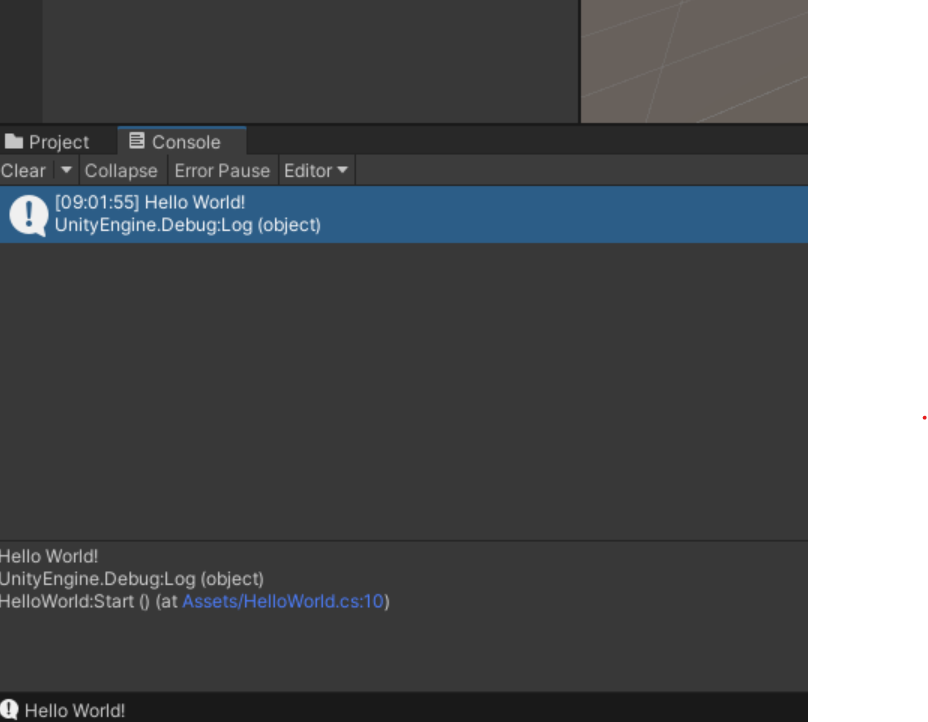 Project Console
Clear Collapse Error Pause Editor
[09:01:55] Hello World!
UnityEngine.Debug:Log (object)
Hello World!
UnityEngine.Debug:Log (object)
HelloWorld:Start () (at Assets/HelloWorld.cs:10)
Hello World!